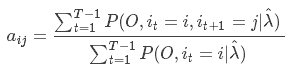 $a_{ij} = \frac{\sum_{t=1}^{T-1} P(O, i_t = i, i_{t+1} = j | \hat{\lambda})}{\sum_{t=1}^{T-1} P(O, i_t = i | \hat{\lambda})}$